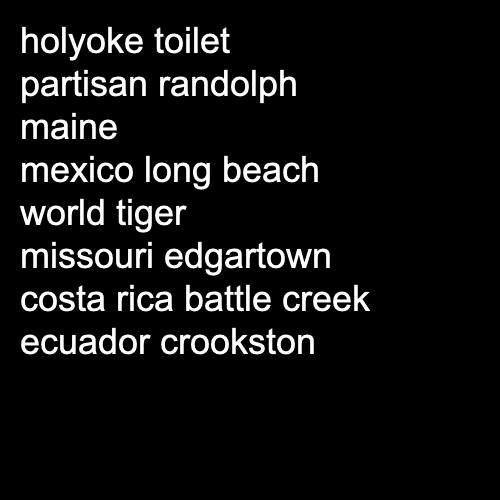 holyoke toilet
partisan randolph
maine
mexico long beach
world tiger
missouri edgartown
costa rica battle creek
ecuador crookston